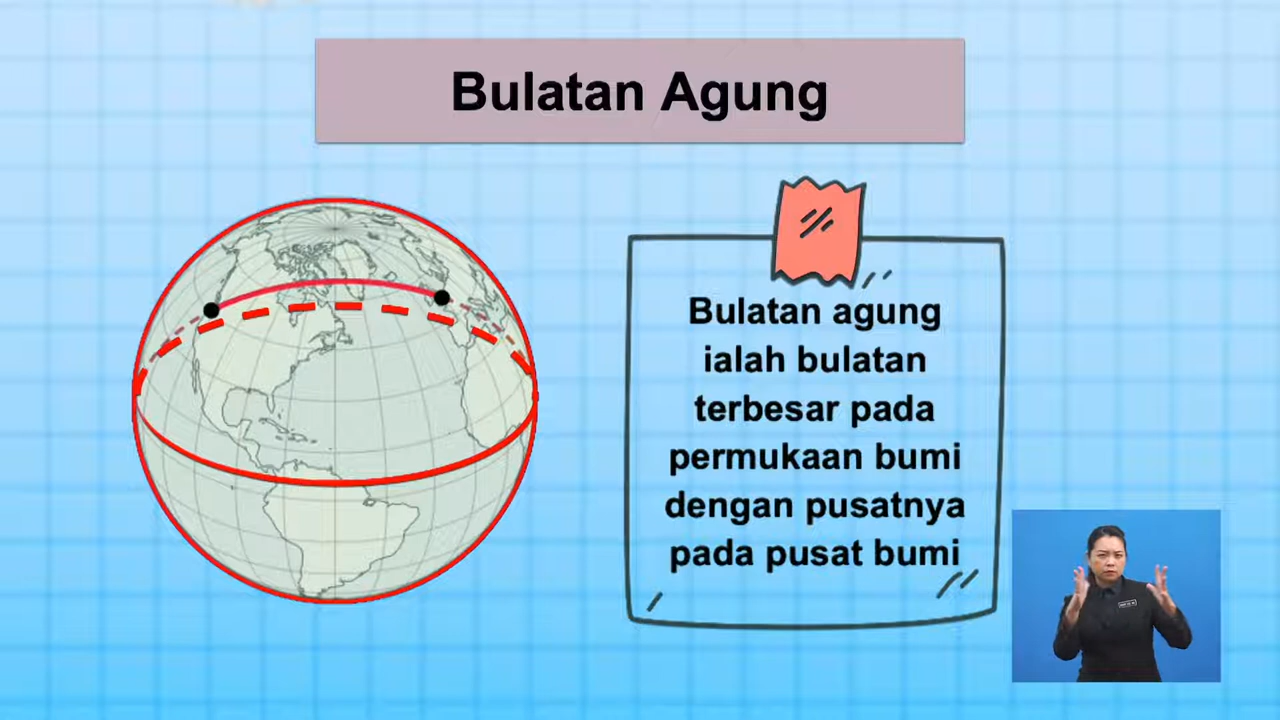 Bulatan Agung
Bulatan agung
ialah bulatan
terbesar pada
permukaan bumi
dengan pusatnya
pada pusat bumi